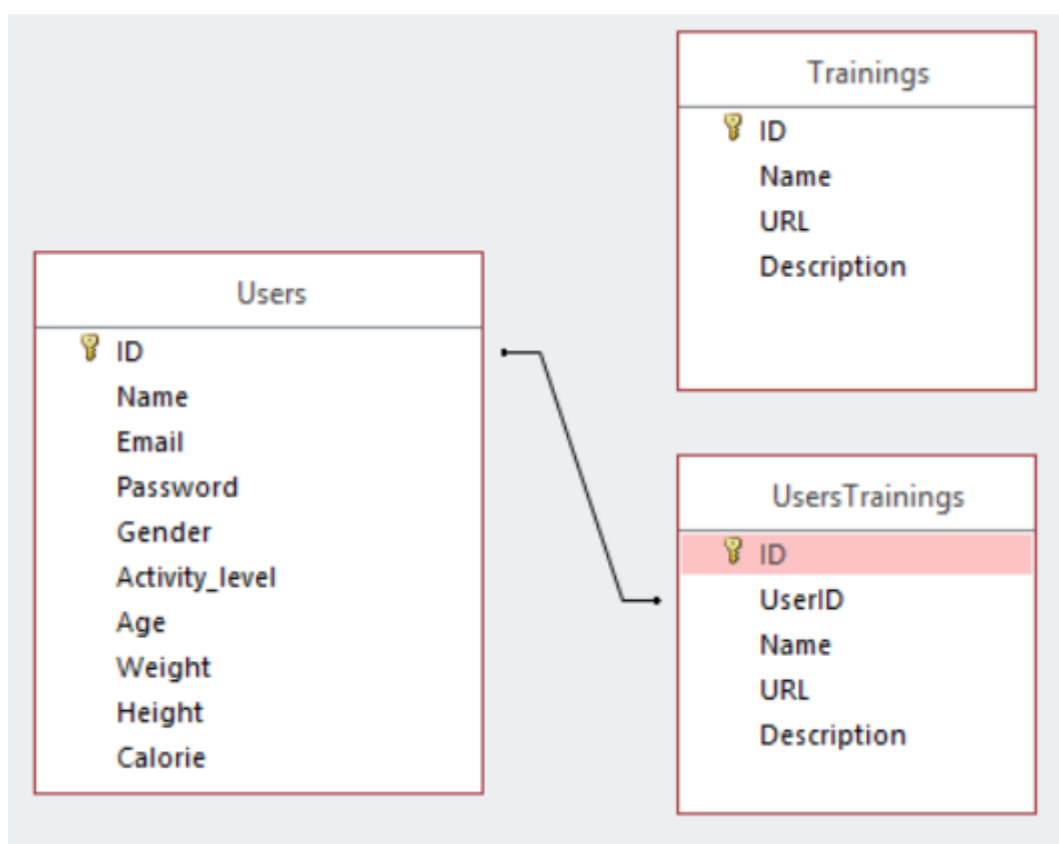 Trainings
ID
Name
URL
Description
Users
ID
Name
Email
Password
Gender
Activity_level
Age
Weight
Height
Calorie
UsersTrainings
ID
UserID
Name
URL
Description